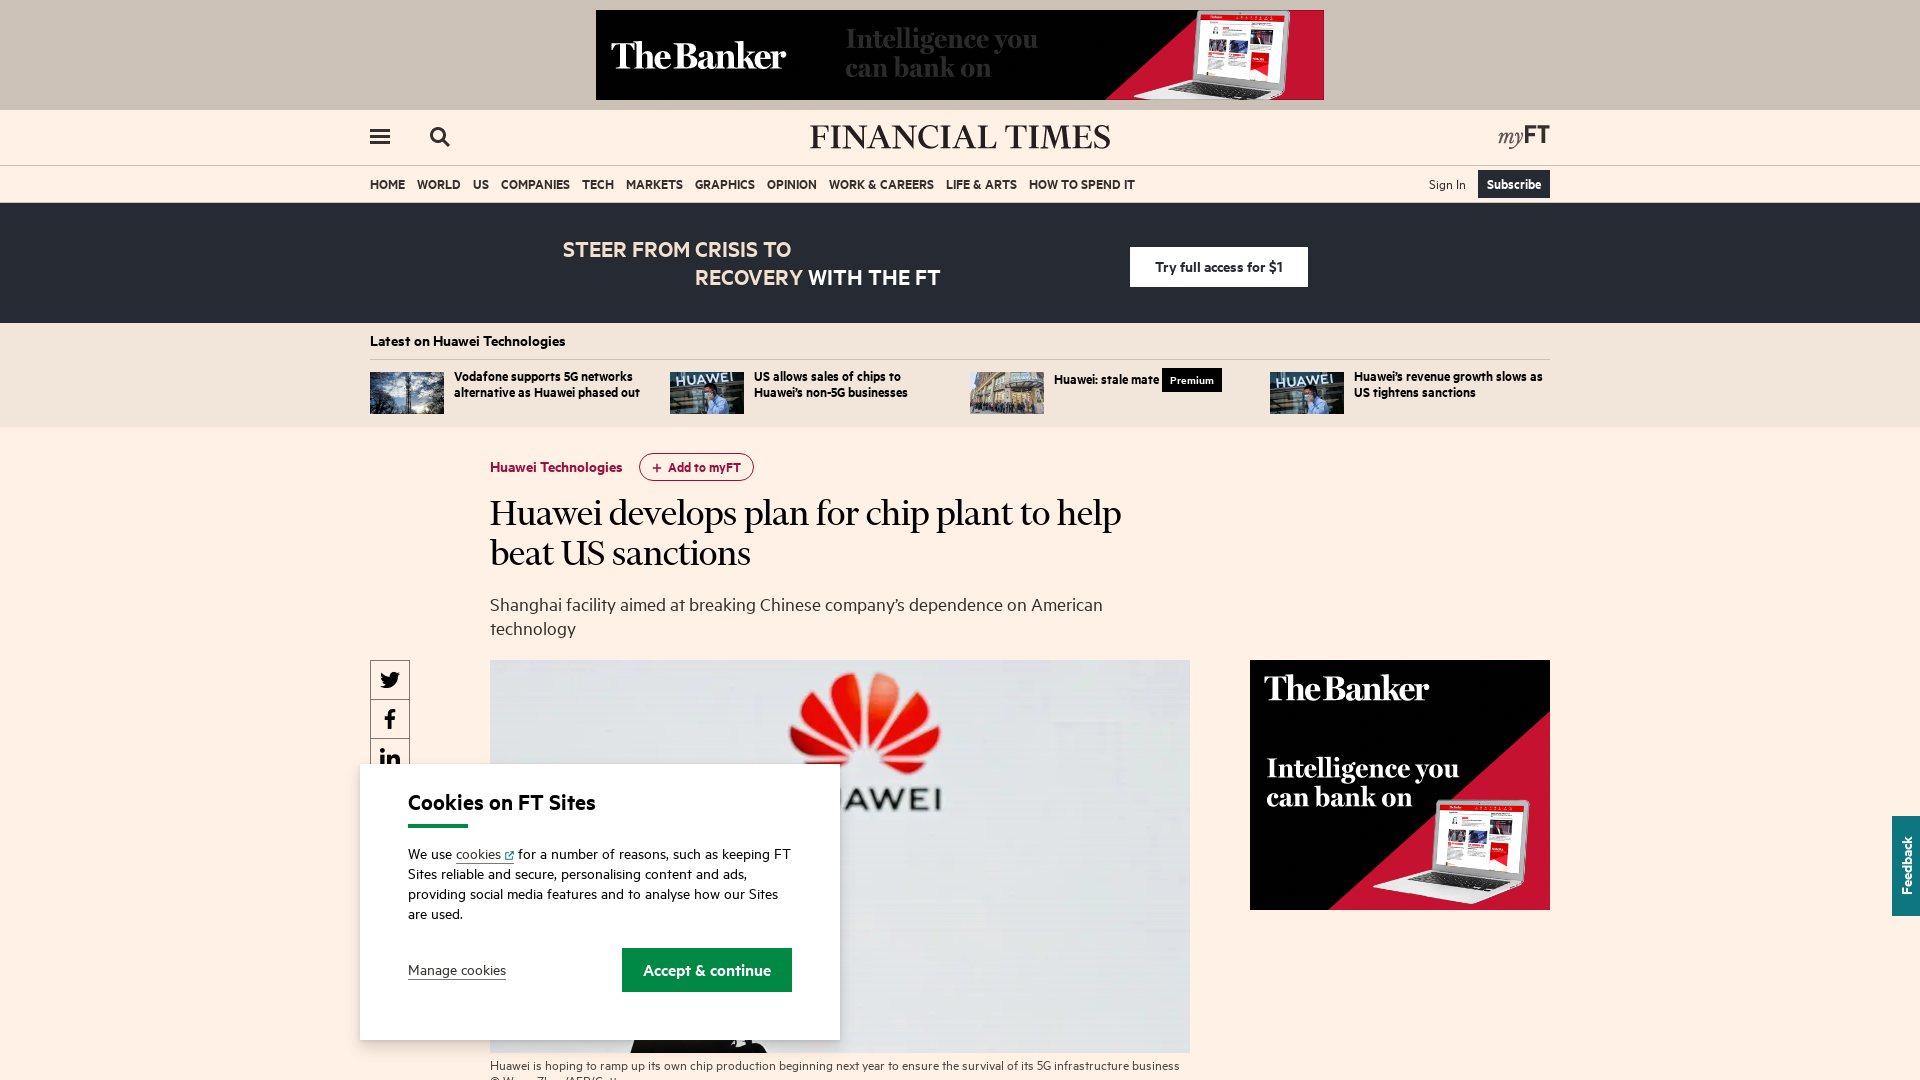 The Banker
Intelligence you
can bank on
FINANCIAL TIMES
myFT
HOME WORLD US COMPANIES TECH MARKETS GRAPHICS OPINION WORK & CAREERS LIFE & ARTS HOW TO SPEND IT
Sign In
Subscribe
STEER FROM CRISIS TO
RECOVERY WITH THE FT
Try full access for $1
Latest on Huawei Technologies
Vodafone supports 5G networks
alternative as Huawei phased out
HUAWEI
US allows sales of chips to
Huawei's non-5G businesses
Huawei: stale mate Premium
HUAWEI
Huawei's revenue growth slows as
US tightens sanctions
Huawei Technologies
+ Add to myFT
Huawei develops plan for chip plant to help
beat US sanctions
Shanghai facility aimed at breaking Chinese company's dependence on American
technology
AWEI
The Banker
Intelligence you
can bank on
Cookies on FT Sites
We use cookies for a number of reasons, such as keeping FT
Sites reliable and secure, personalising content and ads,
providing social media features and to analyse how our Sites
are used.
Manage cookies
Accept & continue
Feedback
Huawei is hoping to ramp up its own chip production beginning next year to ensure the survival of its 5G infrastructure business